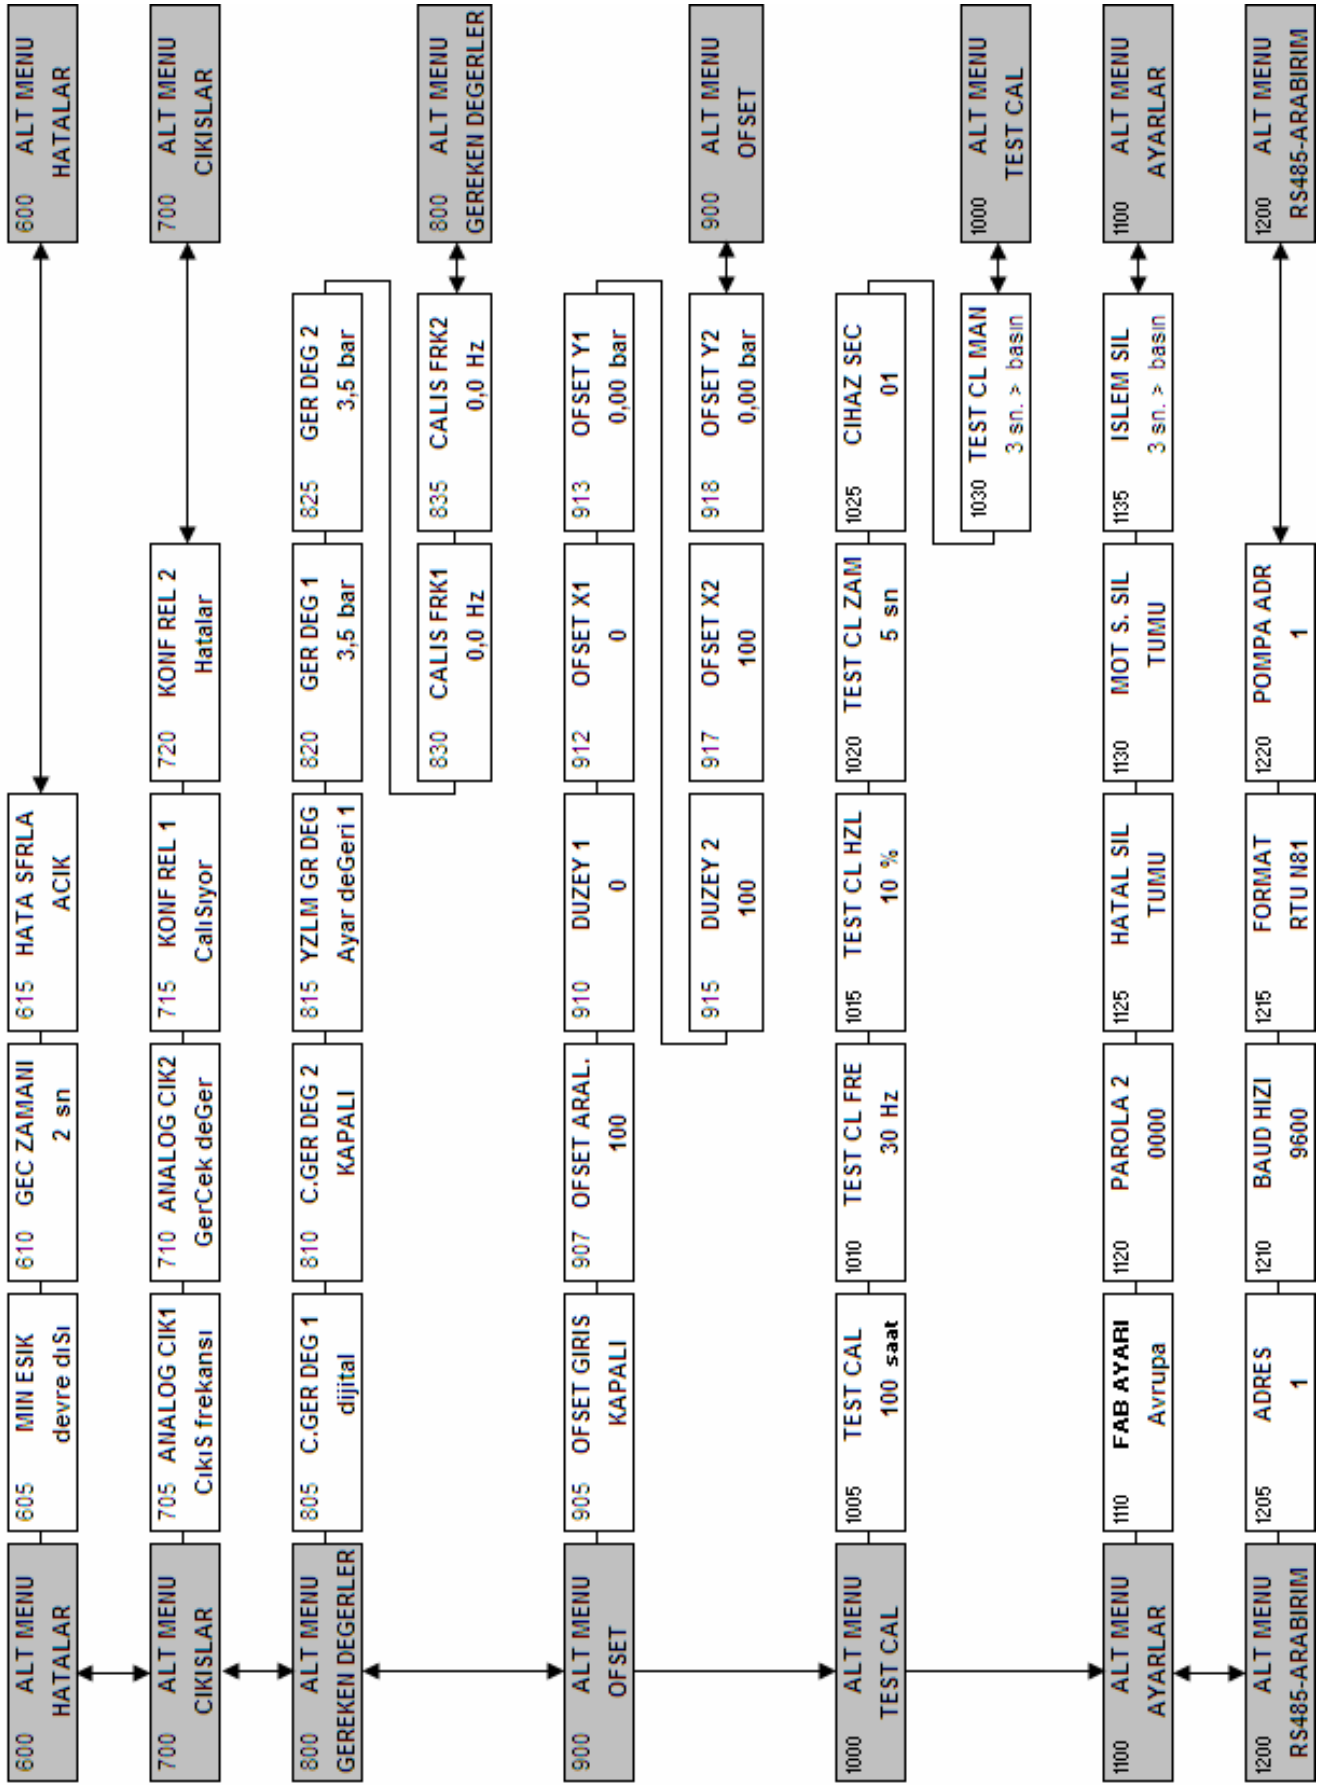 600 ALT MENU
HATALAR
605 MIN ESIK
devre dıSı
610 GEC ZAMANI
2 sn
615 HATA SFRLA
ACIK
600 ALT MENU
HATALAR
700 ALT MENU
CIKISLAR
705 ANALOG CIK1
CıkıS frekansı
710 ANALOG CIK2
GerCek deGer
715 KONF REL 1
CalıSıyor
720 KONF REL 2
Hatalar
700 ALT MENU
CIKISLAR
800 ALT MENU
GEREKEN DEGERLER
805 C.GER DEG 1
dijital
810 C.GER DEG 2
KAPALI
815 YZLM GR DEG
Ayar deGeri 1
820 GER DEG 1
3,5 bar
825 GER DEG 2
3,5 bar
830 CALIS FRK1
0,0 Hz
835 CALIS FRK2
0,0 Hz
800 ALT MENU
GEREKEN DEGERLER
900 ALT MENU
OFSET
905 OFSET GIRIS
KAPALI
907 OFSET ARAL.
100
910 DUZEY 1
0
912 OFSET X1
0
913 OFSET Y1
0,00 bar
915 DUZEY 2
100
917 OFSET X2
100
918 OFSET Y2
0,00 bar
900 ALT MENU
OFSET
1000 ALT MENU
TEST CAL
1005 TEST CAL
100 saat
1010 TEST CL FRE
30 Hz
1015 TEST CL HZL
10 %
1020 TEST CL ZAM
5 sn
1025 CIHAZ SEC
01
1030 TEST CL MAN
3 sn. > basın
1000 ALT MENU
TEST CAL
1100 ALT MENU
AYARLAR
1110 FAB AYARI
Avrupa
1120 PAROLA 2
0000
1125 HATAL SIL
TUMU
1130 MOT S. SIL
TUMU
1135 ISLEM SIL
3 sn. > basın
1100 ALT MENU
AYARLAR
1200 ALT MENU
RS485-ARABIRIM
1205 ADRES
1
1210 BAUD HIZI
9600
1215 FORMAT
RTU N81
1220 POMPA ADR
1
1200 ALT MENU
RS485-ARABIRIM